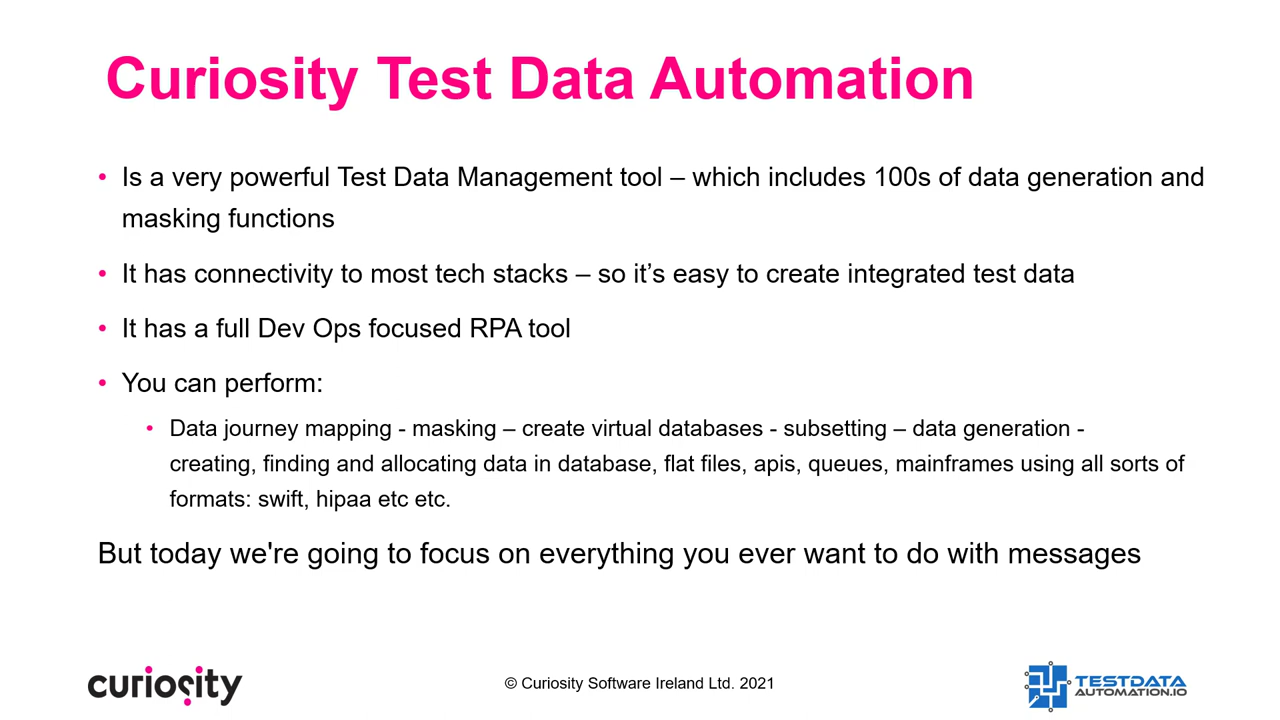 Curiosity Test Data Automation
• Is a very powerful Test Data Management tool – which includes 100s of data generation and
masking functions
• It has connectivity to most tech stacks – so it’s easy to create integrated test data
• It has a full Dev Ops focused RPA tool
• You can perform:
• Data journey mapping - masking – create virtual databases - subsetting – data generation -
creating, finding and allocating data in database, flat files, apis, queues, mainframes using all sorts of
formats: swift, hipaa etc etc.
But today we're going to focus on everything you ever want to do with messages
curiosity
© Curiosity Software Ireland Ltd. 2021
TESTDATA
AUTOMATION.IO